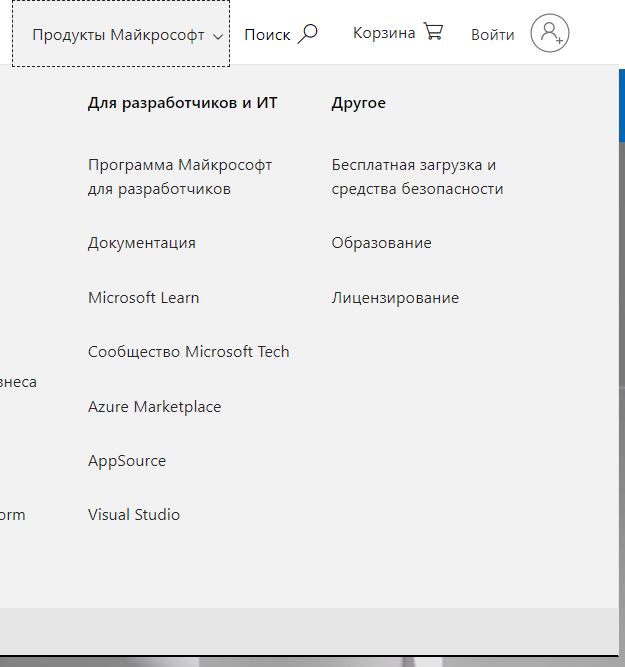 Продукты Майкрософт
Поиск
Корзина
Войти
Для разработчиков и ИТ
Программа Майкрософт
для разработчиков
Документация
Microsoft Learn
Сообщество Microsoft Tech
Azure Marketplace
AppSource
Visual Studio
Другое
Бесплатная загрузка и
средства безопасности
Образование
Лицензирование